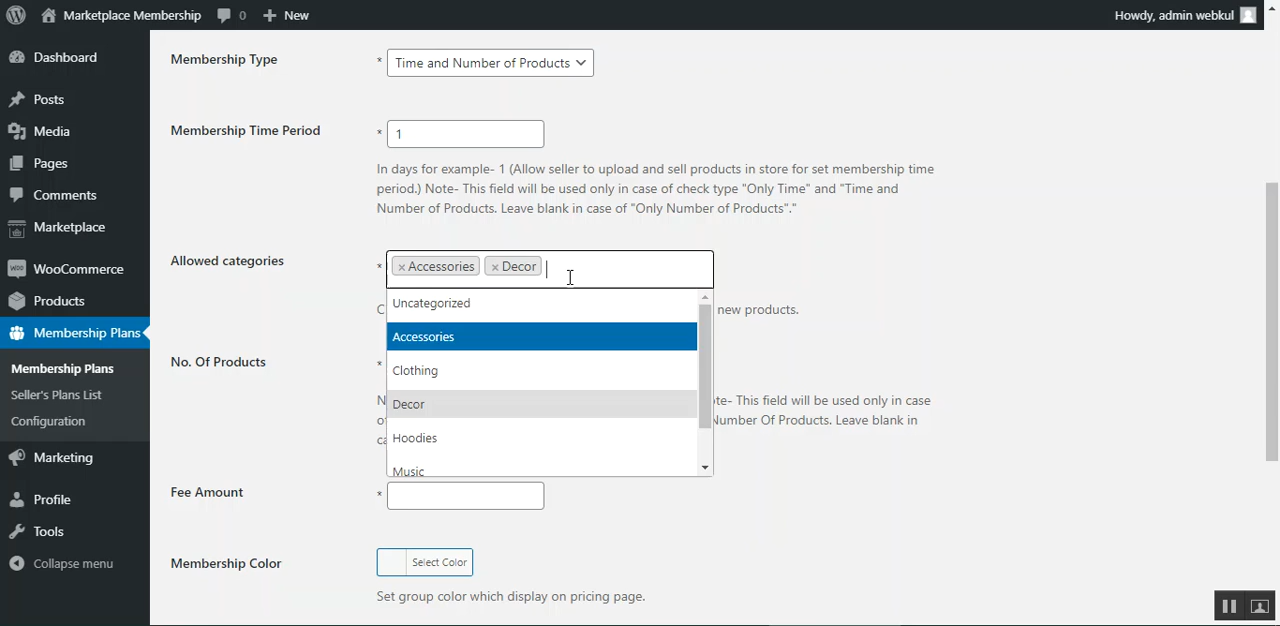 Marketplace Membership 0 + New Howdy, admin webkul
Dashboard
Posts
Media
Pages
Comments
Marketplace
WooCommerce
Products
Membership Plans
Membership Plans
Seller's Plans List
Configuration
Marketing
Profile
Tools
Collapse menu
Membership Type * Time and Number of Products
Membership Time Period * 1
In days for example- 1 (Allow seller to upload and sell products in store for set membership time
period.) Note- This field will be used only in case of check type "Only Time" and "Time and
Number of Products. Leave blank in case of "Only Number of Products"."
Allowed categories * × Accessories × Decor
Uncategorized
new products.
Accessories
No. Of Products *
Clothing
Decor
This field will be used only in case
Number Of Products. Leave blank in
Hoodies
Music
Fee Amount *
Membership Color Select Color
Set group color which display on pricing page.